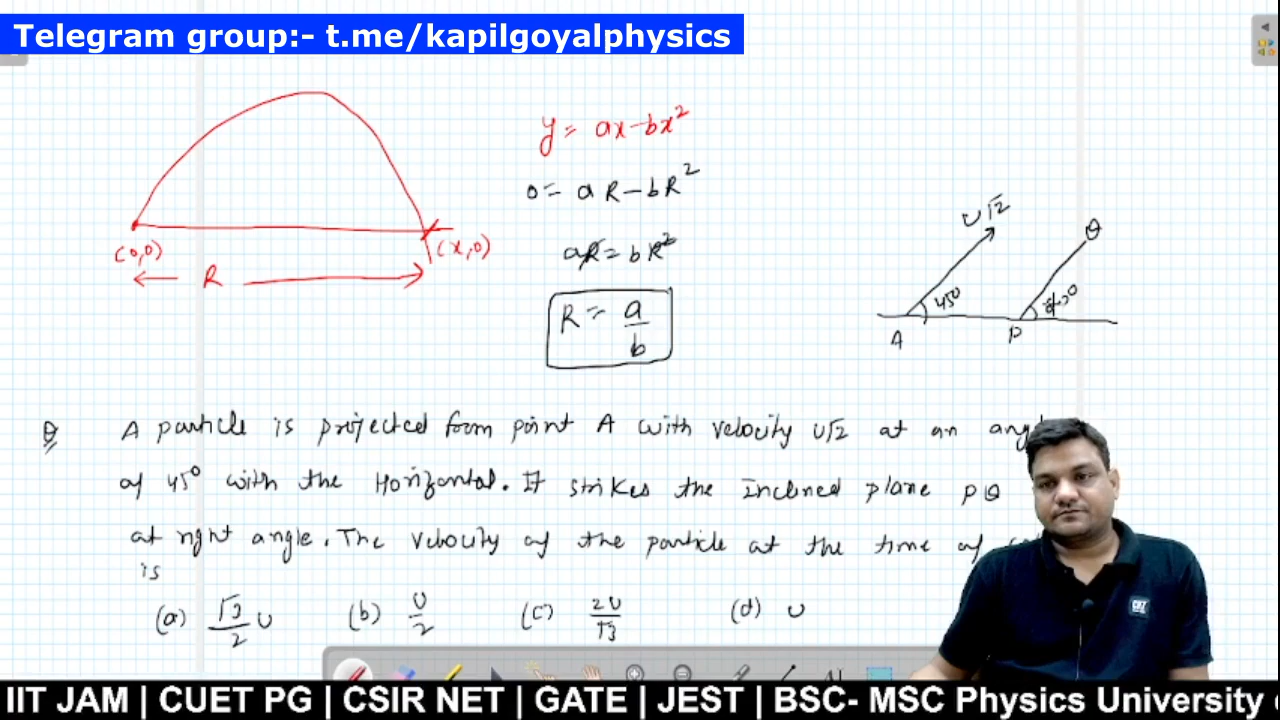 Telegram group:- t.me/kapilgoyalphysics
y = ax-bx²
0 = aR-bR²
aR = bR²
R = a/b
(0,0)
(x,0)
R
U√2
Q
45°
A
P
Q
A particle is projected from point A with velocity U√2 at an
of 45° with the Horizontal. It strikes the Inclined plane PQ
at right angle. The velocity of the particle at the time of
is
(a) √3/2 U (b) U/2 (c) 2U/√3 (d) U
CBZ
IIT JAM | CUET PG | CSIR NET | GATE | JEST | BSC- MSC Physics University